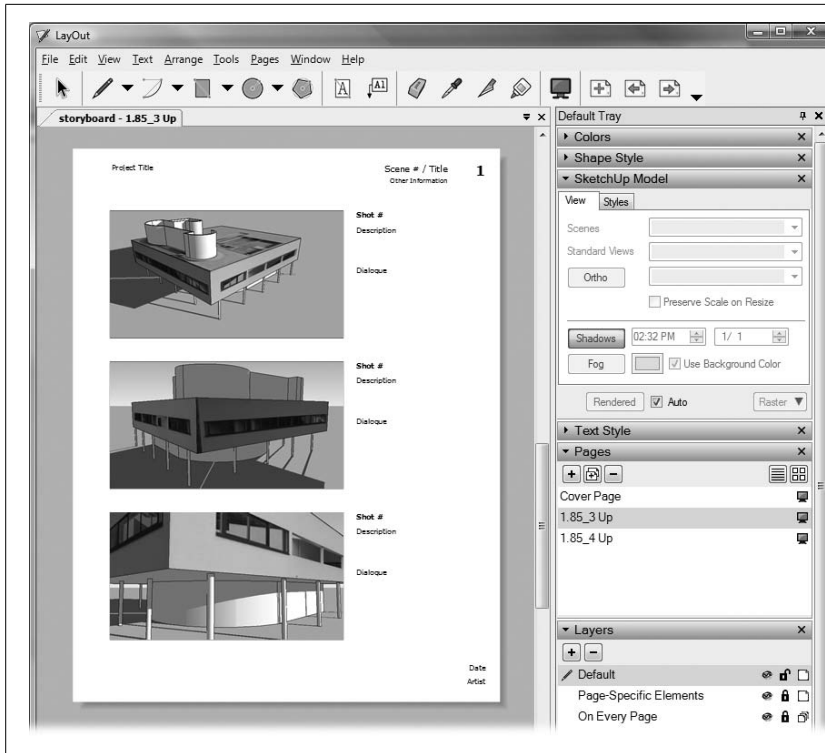 LayOut
File Edit View Text Arrange Tools Pages Window Help
A A1
storyboard - 1.85_3 Up
Project Title
Scene # / Title 1
Other Information
Shot #
Description
Dialogue
Shot #
Description
Dialogue
Shot #
Description
Dialogue
Date
Artist
Default Tray
Colors
Shape Style
SketchUp Model
View Styles
Scenes
Standard Views
Ortho
Preserve Scale on Resize
Shadows 02:32 PM 1/ 1
Fog Use Background Color
Rendered Auto Raster
Text Style
Pages
Cover Page
1.85_3 Up
1.85_4 Up
Layers
Default
Page-Specific Elements
On Every Page